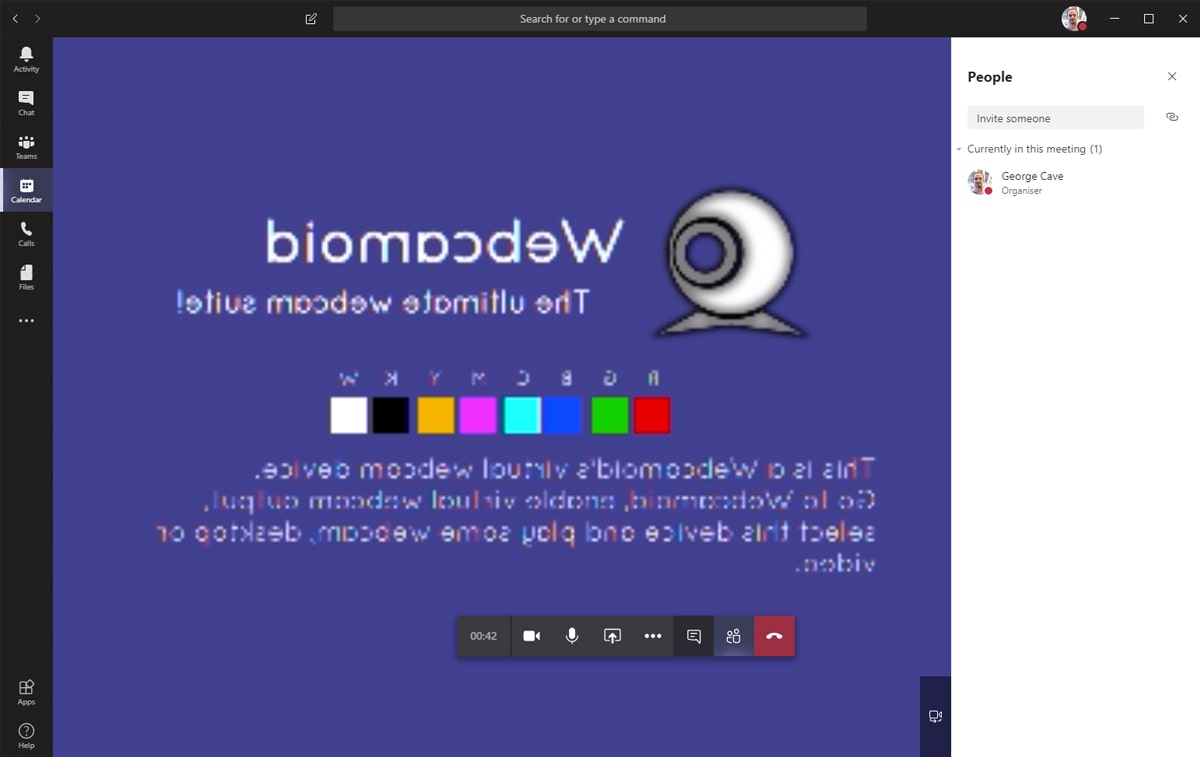 Search for or type a command
Activity
Chat
Teams
Calendar
Calls
Files
Apps
Help
Webcamoid
The ultimate webcam suite!
W K Y M C B G R
This is a Webcamoid's virtual webcam device.
Go to Webcamoid, enable virtual webcam output,
select this device and play some webcam, desktop or
video.
00:42
People
Invite someone
Currently in this meeting (1)
George Cave
Organiser